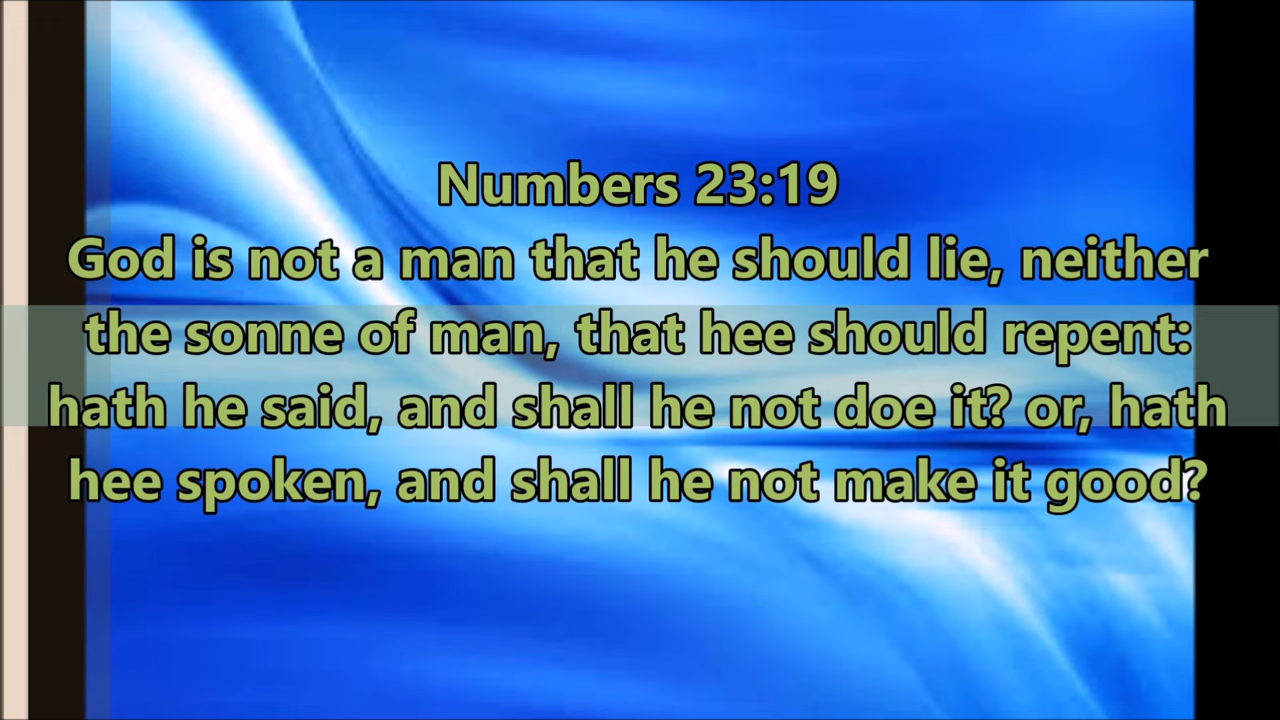 Numbers 23:19
God is not a man that he should lie, neither
the sonne of man, that hee should repent:
hath he said, and shall he not doe it? or, hath
hee spoken, and shall he not make it good?